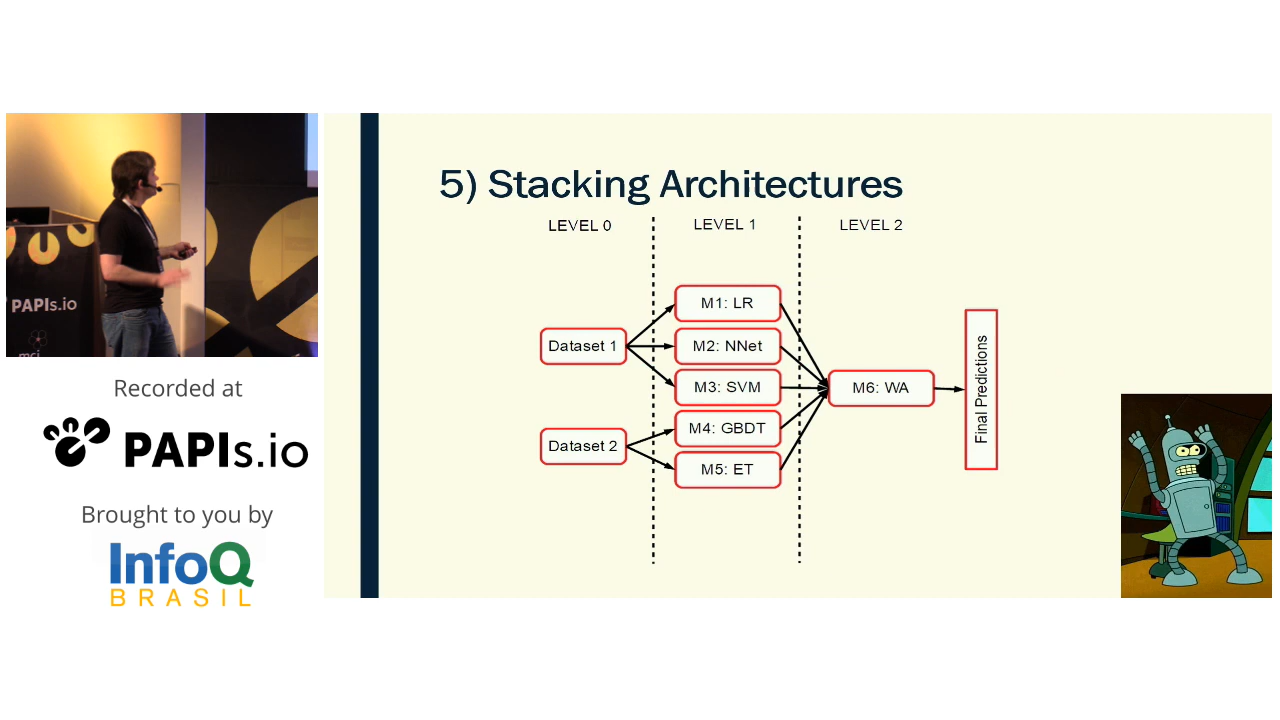 PAPIs.io
mci
Recorded at
PAPIs.io
Brought to you by
InfoQ
BRASIL
5) Stacking Architectures
LEVEL 0
LEVEL 1
LEVEL 2
Dataset 1
Dataset 2
M1: LR
M2: NNet
M3: SVM
M4: GBDT
M5: ET
M6: WA
Final Predictions